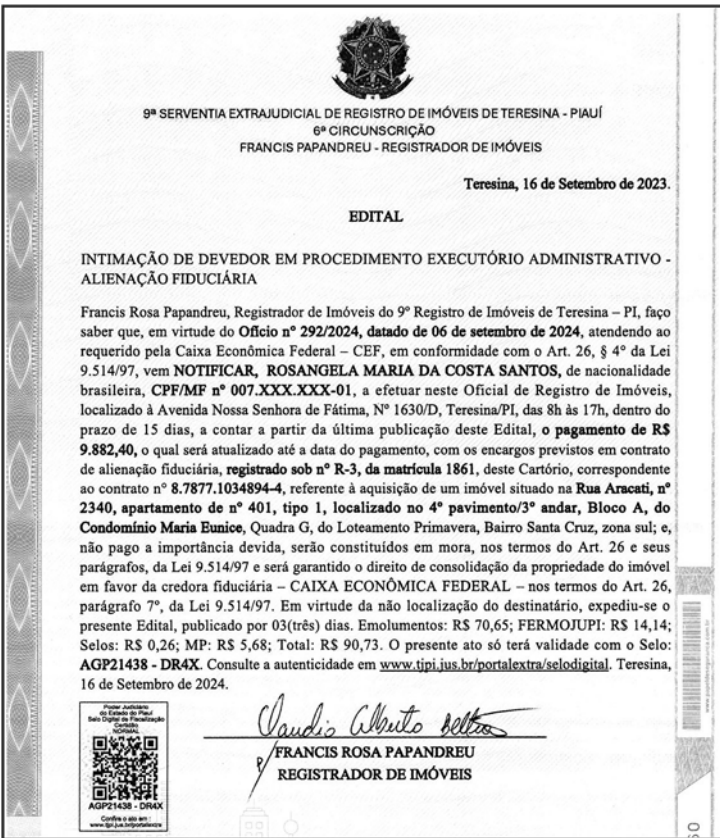 9ª SERVENTIA EXTRAJUDICIAL DE REGISTRO DE IMÓVEIS DE TERESINA - PIAUÍ
6ª CIRCUNSCRIÇÃO
FRANCIS PAPANDREU - REGISTRADOR DE IMÓVEIS
Teresina, 16 de Setembro de 2023.
EDITAL
INTIMAÇÃO DE DEVEDOR EM PROCEDIMENTO EXECUTÓRIO ADMINISTRATIVO -
ALIENAÇÃO FIDUCIÁRIA
Francis Rosa Papandreu, Registrador de Imóveis do 9º Registro de Imóveis de Teresina – PI, faço
saber que, em virtude do Ofício nº 292/2024, datado de 06 de setembro de 2024, atendendo ao
requerido pela Caixa Econômica Federal – CEF, em conformidade com o Art. 26, § 4º da Lei
9.514/97, vem NOTIFICAR, ROSANGELA MARIA DA COSTA SANTOS, de nacionalidade
brasileira, CPF/MF nº 007.XXX.XXX-01, a efetuar neste Oficial de Registro de Imóveis,
localizado à Avenida Nossa Senhora de Fátima, Nº 1630/D, Teresina/PI, das 8h às 17h, dentro do
prazo de 15 dias, a contar a partir da última publicação deste Edital, o pagamento de R$
9.882,40, o qual será atualizado até a data do pagamento, com os encargos previstos em contrato
de alienação fiduciária, registrado sob nº R-3, da matrícula 1861, deste Cartório, correspondente
ao contrato n° 8.7877.1034894-4, referente à aquisição de um imóvel situado na Rua Aracati, nº
2340, apartamento de nº 401, tipo 1, localizado no 4º pavimento/3º andar, Bloco A, do
Condomínio Maria Eunice, Quadra G, do Loteamento Primavera, Bairro Santa Cruz, zona sul; e,
não pago a importância devida, serão constituídos em mora, nos termos do Art. 26 e seus
parágrafos, da Lei 9.514/97 e será garantido o direito de consolidação da propriedade do imóvel
em favor da credora fiduciária – CAIXA ECONÔMICA FEDERAL – nos termos do Art. 26,
parágrafo 7º, da Lei 9.514/97. Em virtude da não localização do destinatário, expediu-se o
presente Edital, publicado por 03(três) dias. Emolumentos: R$ 70,65; FERMOJUPI: R$ 14,14;
Selos: R$ 0,26; MP: R$ 5,68; Total: R$ 90,73. O presente ato só terá validade com o Selo:
AGP21438 - DR4X. Consulte a autenticidade em www.tjpi.jus.br/portalextra/selodigital. Teresina,
16 de Setembro de 2024.
Claudio Alberto
P/
FRANCIS ROSA PAPANDREU
REGISTRADOR DE IMÓVEIS
Poder Judiciário
do Estado do Piauí
Selo Digital de Fiscalização
Certidão
NORMAL
AGP21438 - DR4X
Confira o ato em :
www.tjpi.jus.br/portalextra